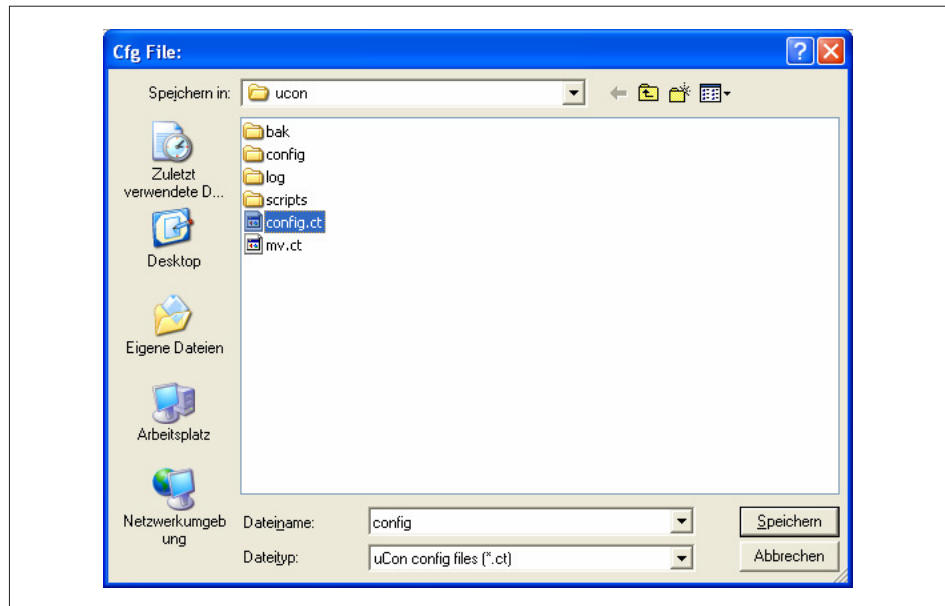 Cfg File:
Speichern in: ucon
bak
config
log
scripts
config.ct
mv.ct
Zuletzt
verwendete D...
Desktop
Eigene Dateien
Arbeitsplatz
Netzwerkumgeb
ung
Dateiname: config Speichern
Dateityp: uCon config files (*.ct) Abbrechen